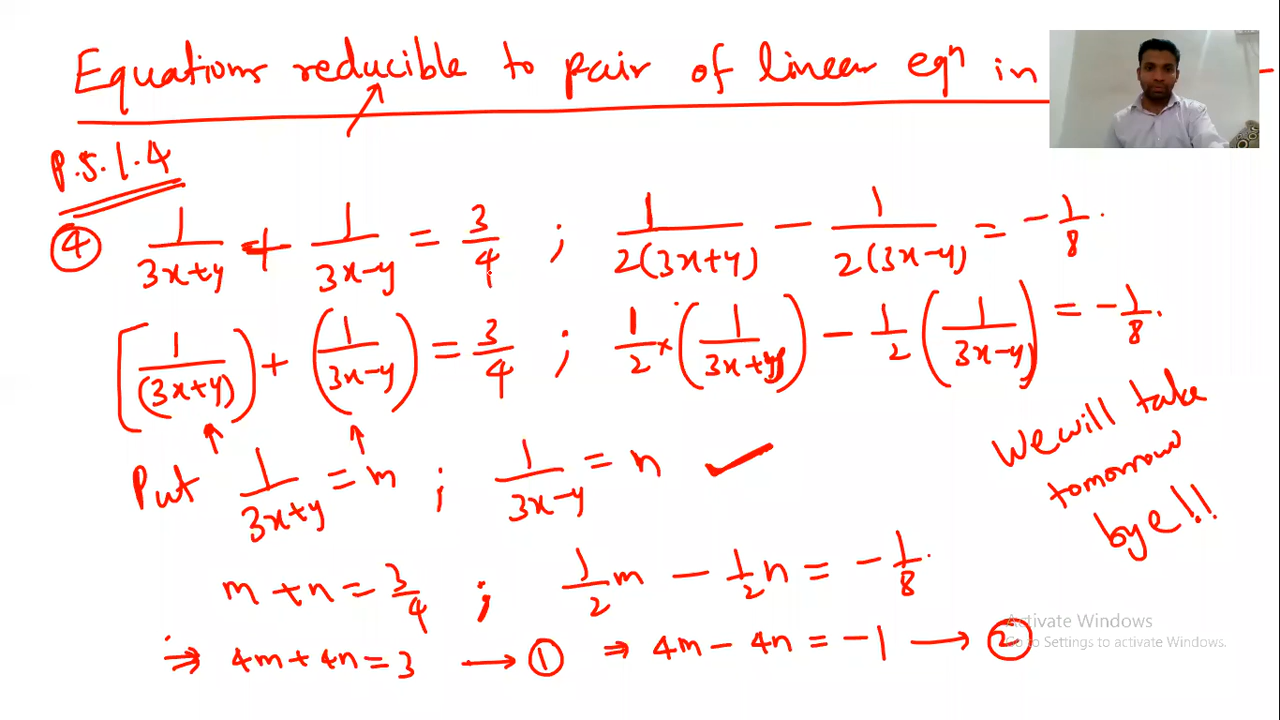 Equations reducible to pair of linear eqn in
P.S.1.4
④ 1/(3x+y) + 1/(3x-y) = 3/4 ; 1/2(3x+y) - 1/2(3x-y) = -1/8.
[1/(3x+y)) + (1/3x-y) = 3/4 ; 1/2 × (1/3x+y) - 1/2 (1/3x-y) = -1/8.
Put 1/3x+y = m ; 1/3x-y = n ✓
We will take
tomorrow
bye!!
m + n = 3/4 ; 1/2 m - 1/2 n = -1/8.
⇒ 4m + 4n = 3 → ① ⇒ 4m - 4n = -1 → ②
Activate Windows
Go to Settings to activate Windows.